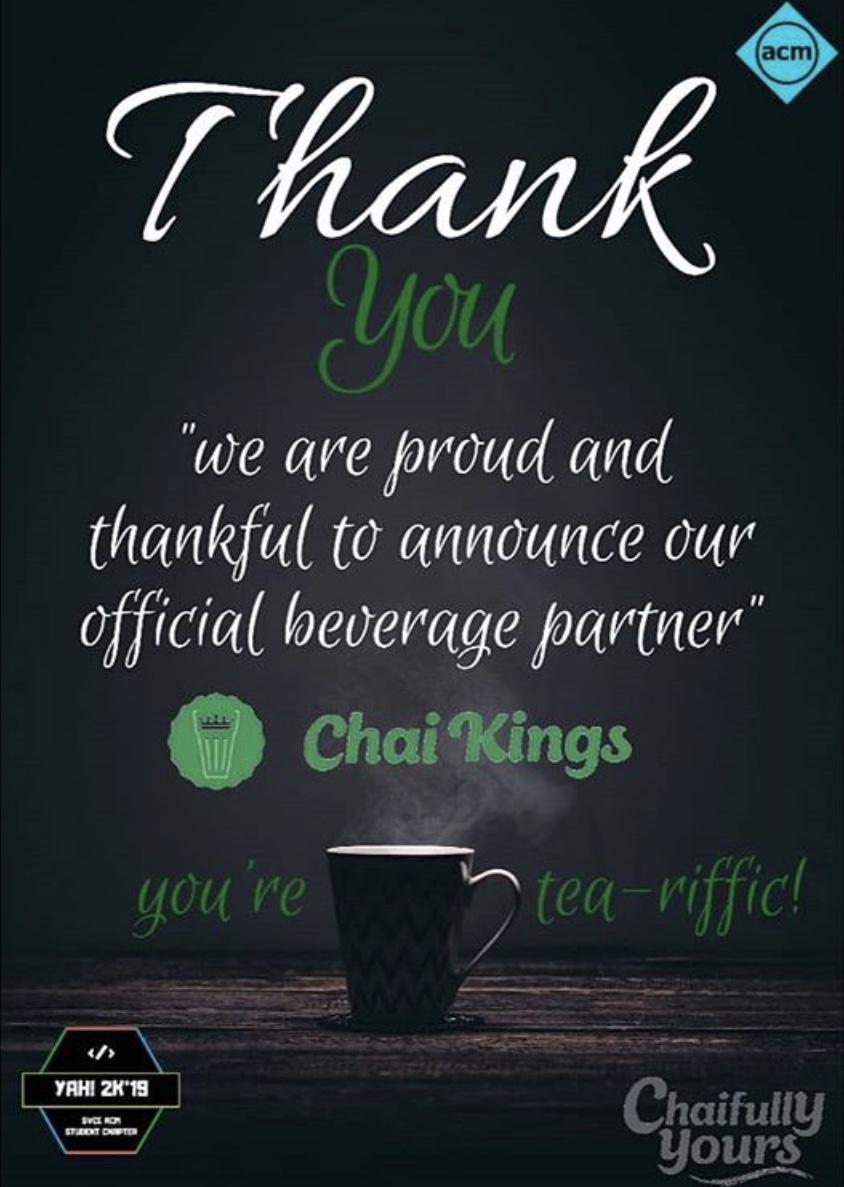 acm
Thank
You
"we are proud and
thankful to announce our
official beverage partner"
Chai Kings
you're tea-riffic!
</>
YAH! 2K'19
SVCE ACM
STUDENT CHAPTER
Chaifully
Yours